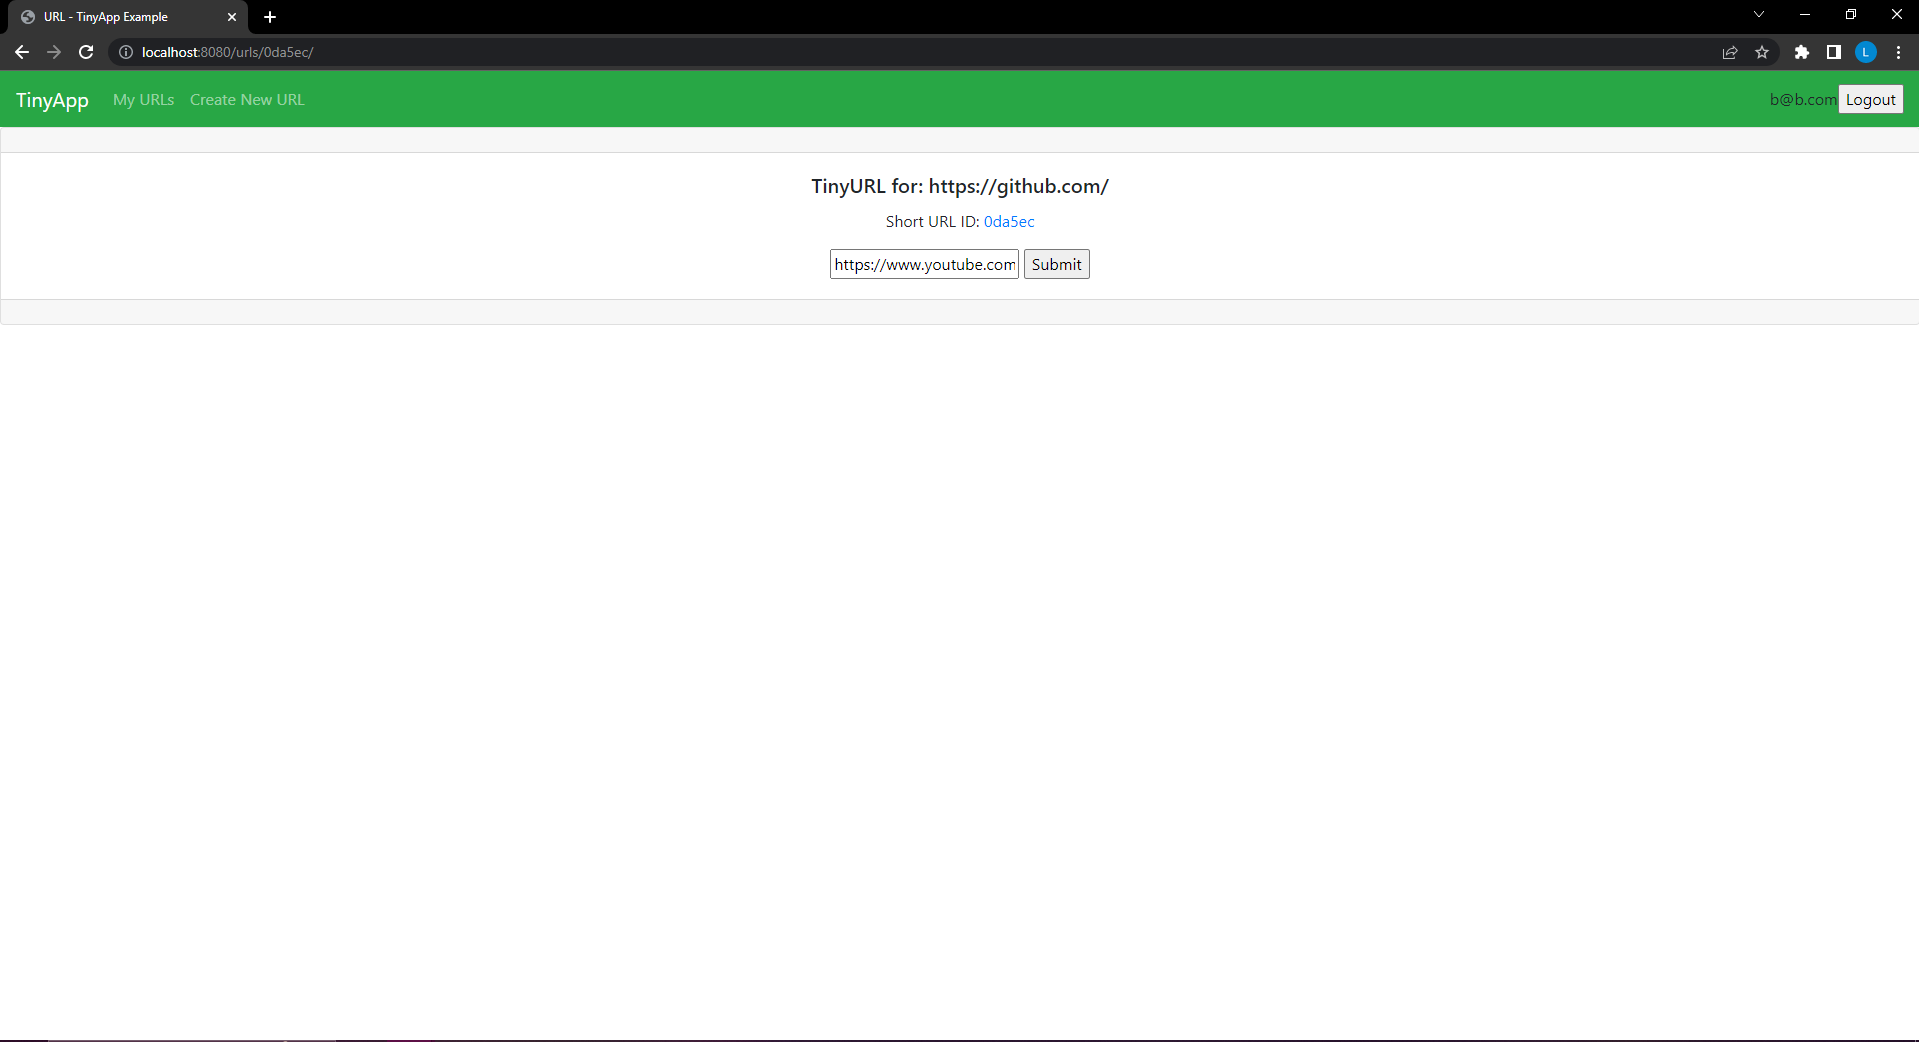 URL - TinyApp Example
localhost:8080/urls/0da5ec/
L
TinyApp My URLs Create New URL b@b.com Logout
TinyURL for: https://github.com/
Short URL ID: 0da5ec
https://www.youtube.com Submit